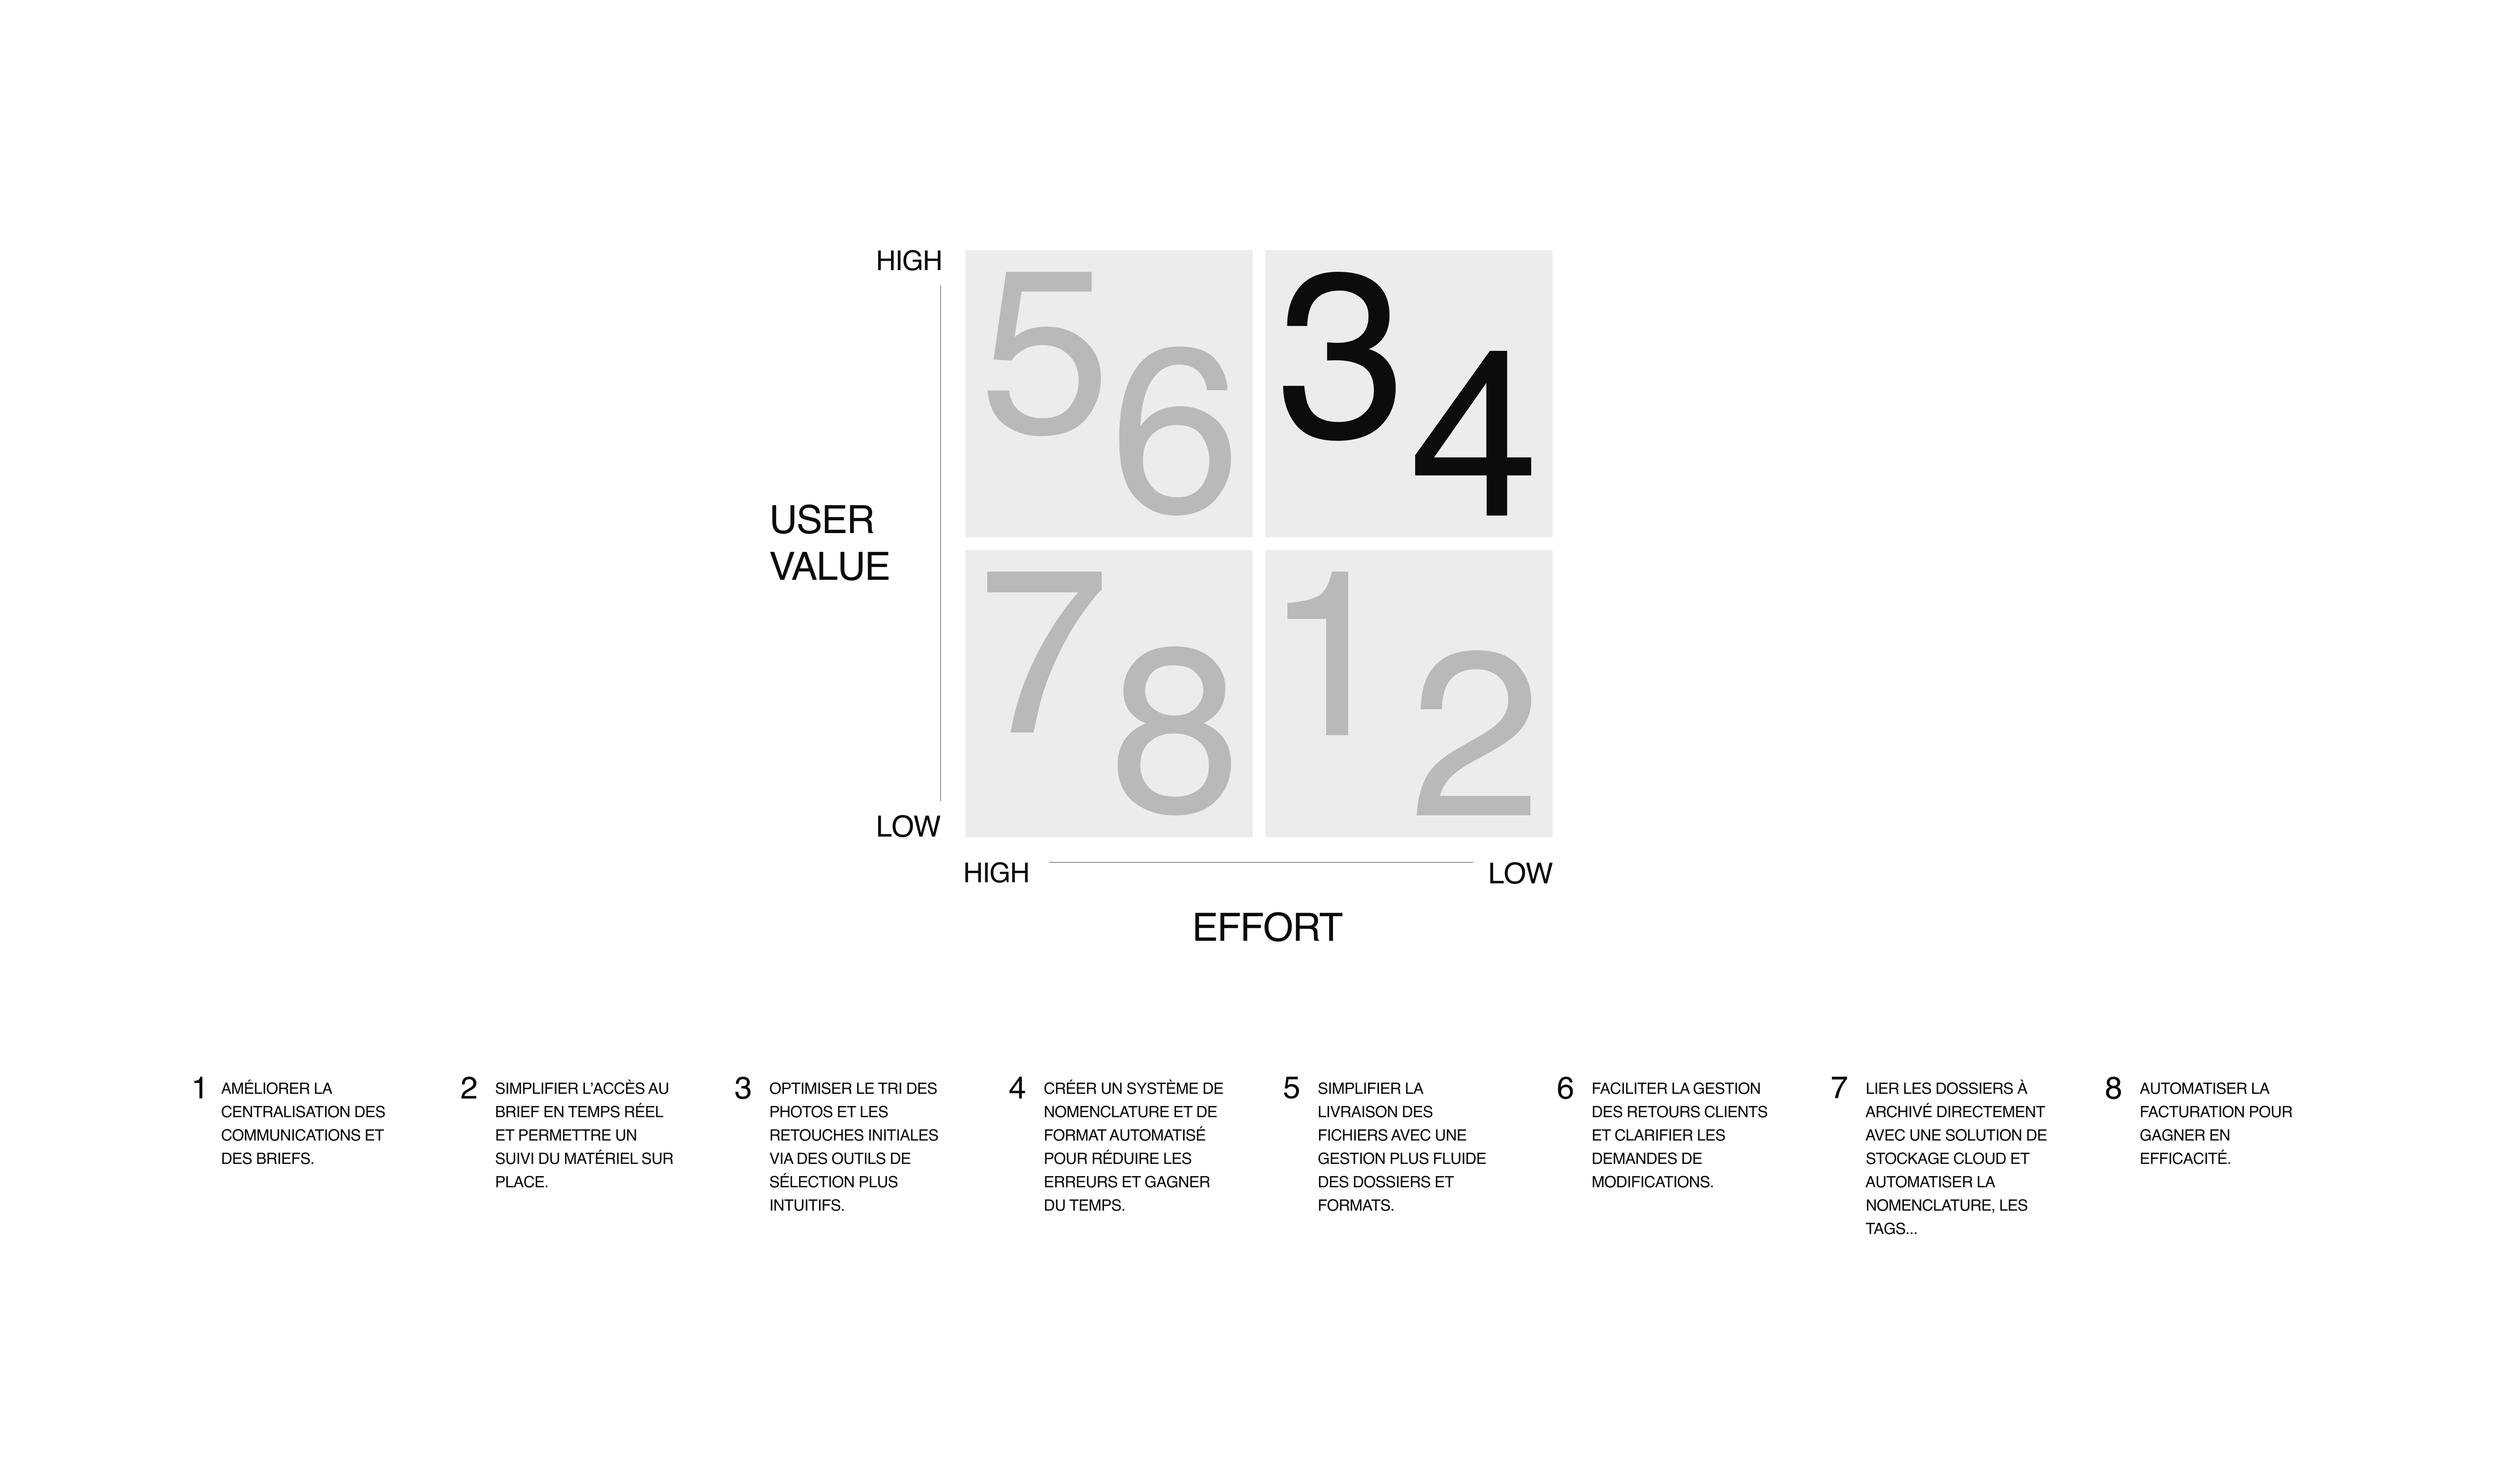 HIGH
5
6
3
4
USER
VALUE
7
8
1
2
LOW
HIGH
LOW
EFFORT
1
AMÉLIORER LA
CENTRALISATION DES
COMMUNICATIONS ET
DES BRIEFS.
2
SIMPLIFIER L’ACCÈS AU
BRIEF EN TEMPS RÉEL
ET PERMETTRE UN
SUIVI DU MATÉRIEL SUR
PLACE.
3
OPTIMISER LE TRI DES
PHOTOS ET LES
RETOUCHES INITIALES
VIA DES OUTILS DE
SÉLECTION PLUS
INTUITIFS.
4
CRÉER UN SYSTÈME DE
NOMENCLATURE ET DE
FORMAT AUTOMATISÉ
POUR RÉDUIRE LES
ERREURS ET GAGNER
DU TEMPS.
5
SIMPLIFIER LA
LIVRAISON DES
FICHIERS AVEC UNE
GESTION PLUS FLUIDE
DES DOSSIERS ET
FORMATS.
6
FACILITER LA GESTION
DES RETOURS CLIENTS
ET CLARIFIER LES
DEMANDES DE
MODIFICATIONS.
7
LIER LES DOSSIERS À
ARCHIVÉ DIRECTEMENT
AVEC UNE SOLUTION DE
STOCKAGE CLOUD ET
AUTOMATISER LA
NOMENCLATURE, LES
TAGS...
8
AUTOMATISER LA
FACTURATION POUR
GAGNER EN
EFFICACITÉ.